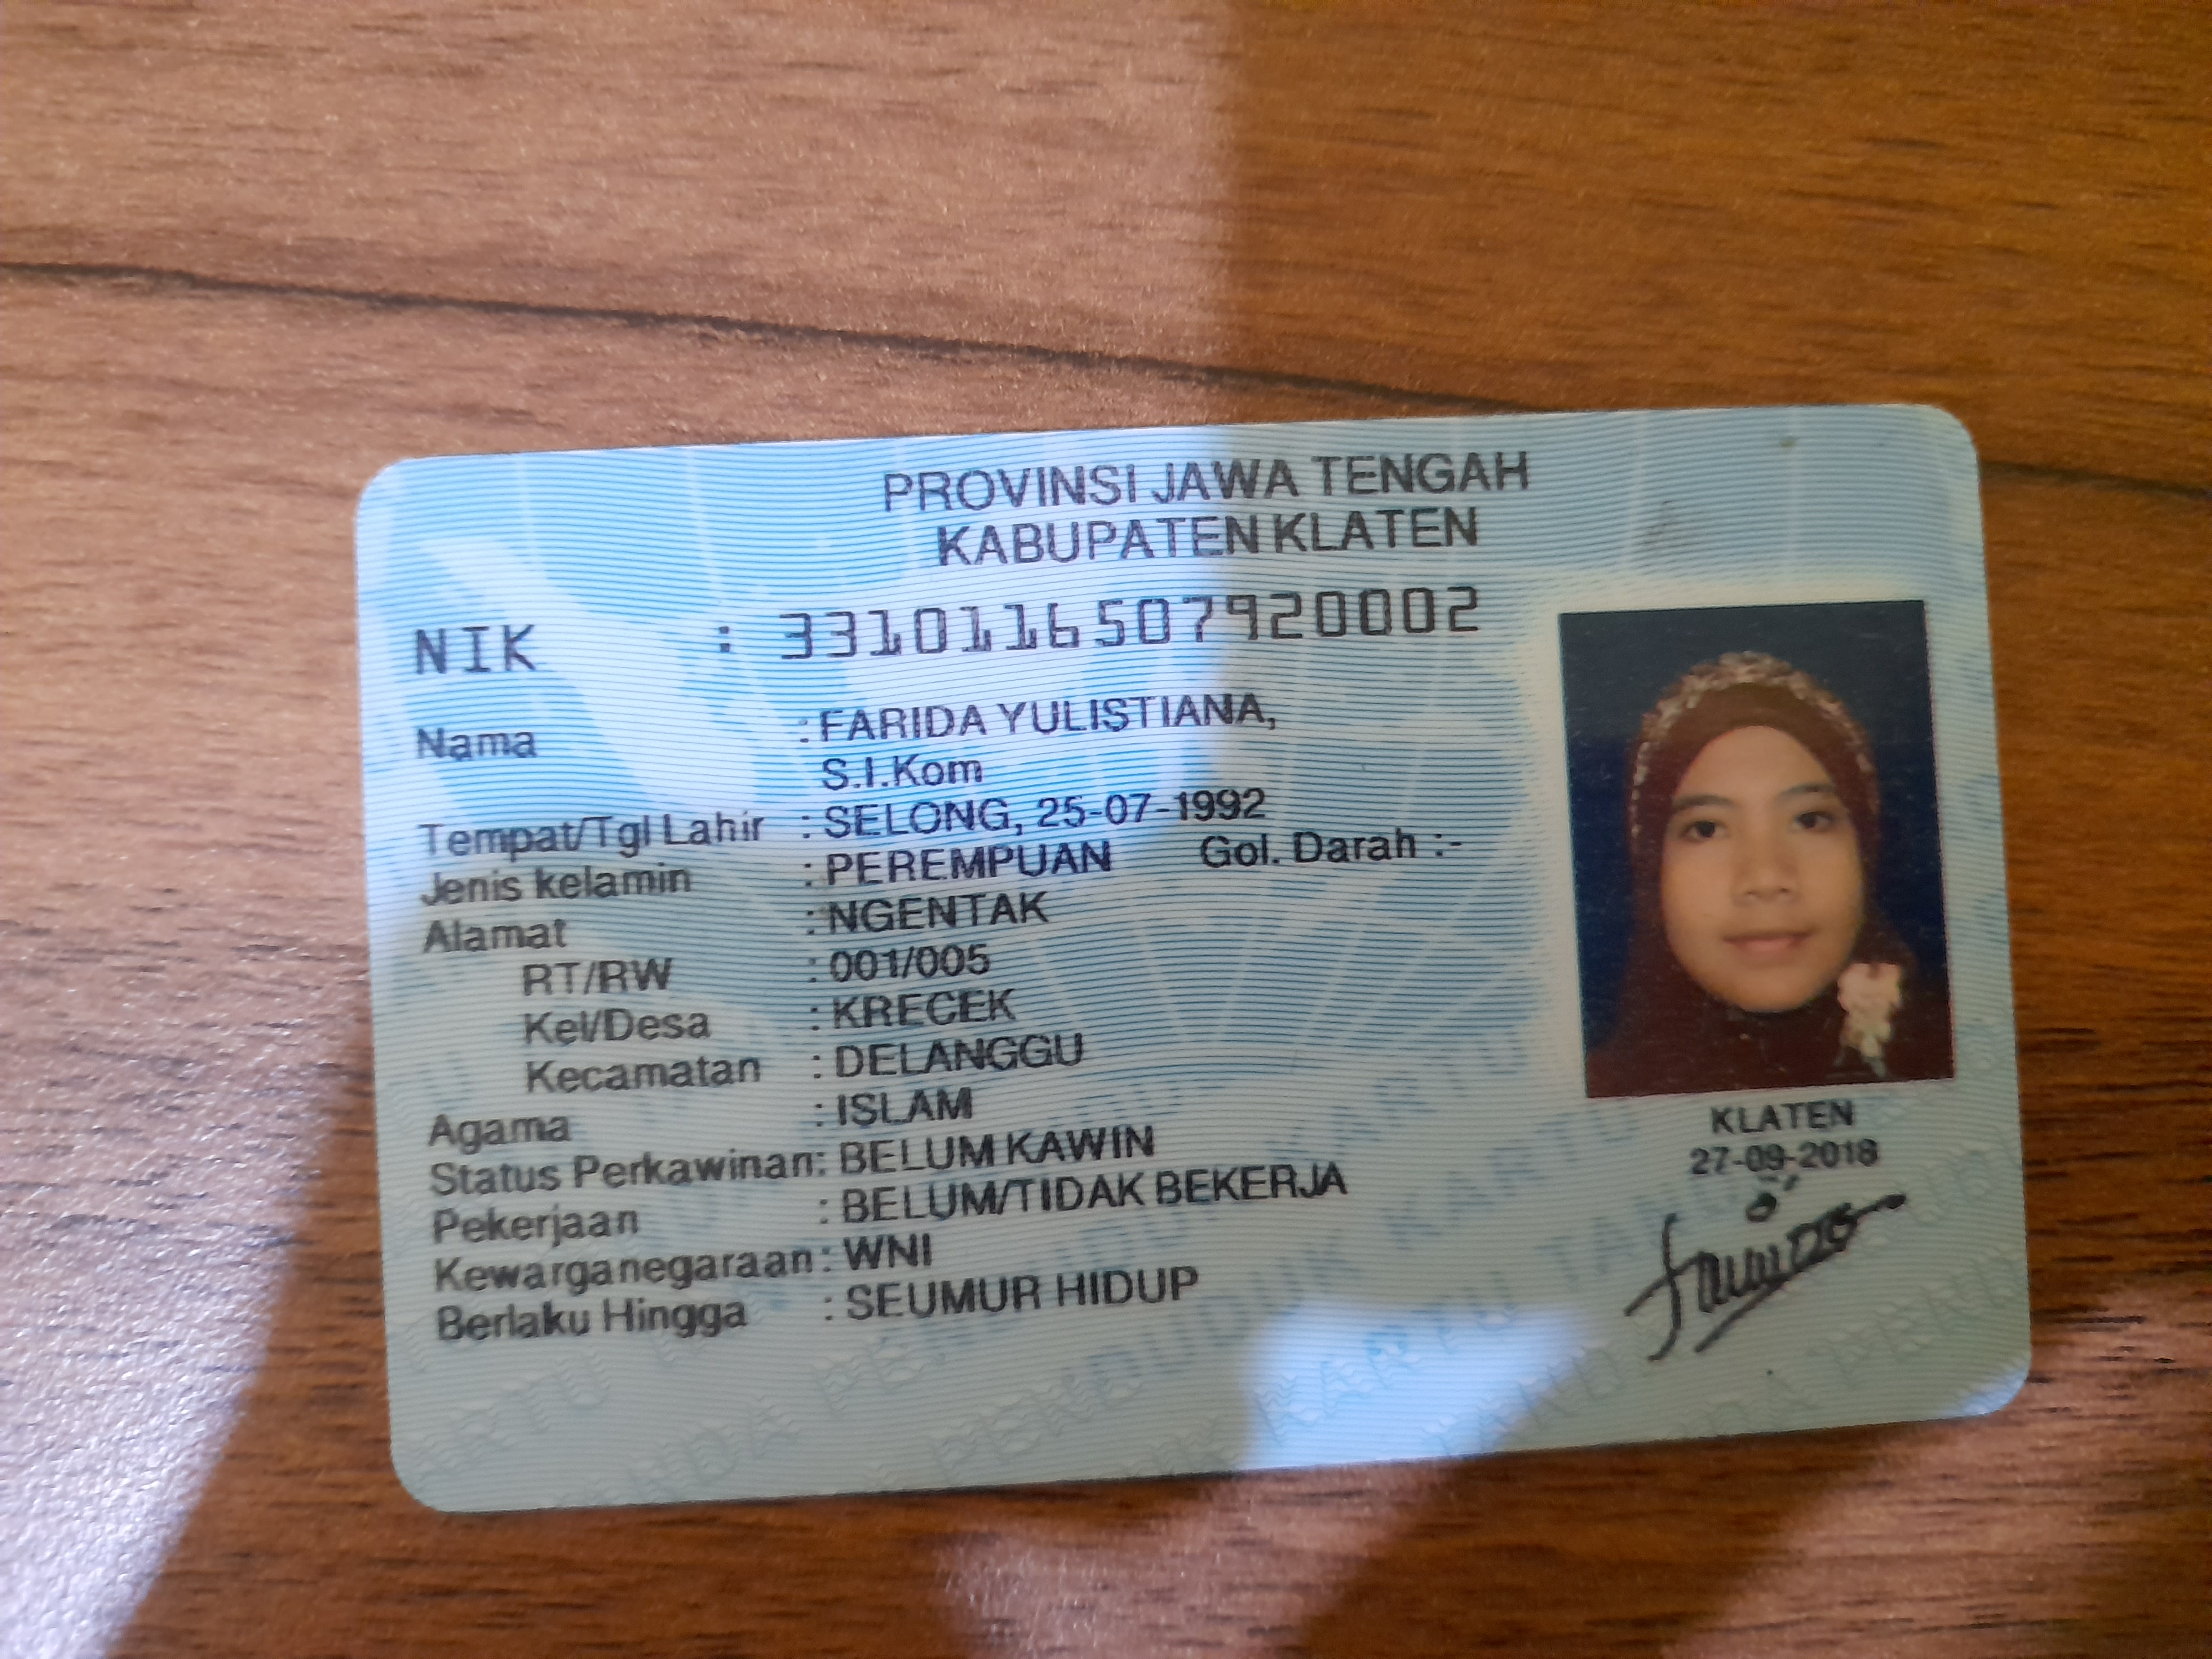 PROVINSI JAWA TENGAH
KABUPATEN KLATEN
NIK : 3310116507920002
Nama : FARIDA YULISTIANA,
S.I.Kom
Tempat/Tgl Lahir : SELONG, 25-07-1992
Jenis kelamin : PEREMPUAN Gol. Darah :-
Alamat : NGENTAK
RT/RW : 001/005
Kel/Desa : KRECEK
Kecamatan : DELANGGU
Agama : ISLAM
Status Perkawinan: BELUM KAWIN
Pekerjaan : BELUM/TIDAK BEKERJA
Kewarganegaraan: WNI
Berlaku Hingga : SEUMUR HIDUP
KLATEN
27-09-2018